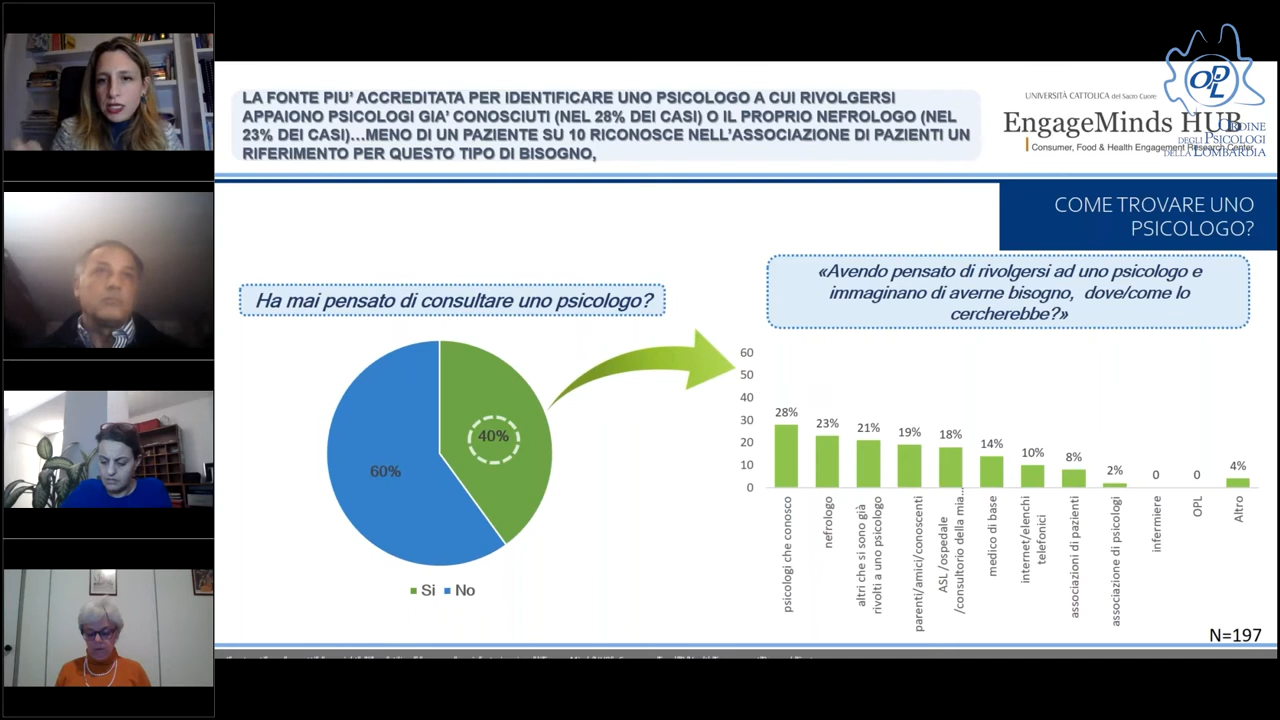 LA FONTE PIU' ACCREDITATA PER IDENTIFICARE UNO PSICOLOGO A CUI RIVOLGERSI
APPAIONO PSICOLOGI GIA' CONOSCIUTI (NEL 28% DEI CASI) O IL PROPRIO NEFROLOGO (NEL
23% DEI CASI)…MENO DI UN PAZIENTE SU 10 RICONOSCE NELL'ASSOCIAZIONE DI PAZIENTI UN
RIFERIMENTO PER QUESTO TIPO DI BISOGNO,
UNIVERSITÀ CATTOLICA del Sacro Cuore
EngageMinds HUB
Consumer, Food & Health Engagement Research Center
OPL
ORDINE
DEGLI PSICOLOGI
DELLA LOMBARDIA
COME TROVARE UNO
PSICOLOGO?
Ha mai pensato di consultare uno psicologo?
40%
60%
Si No
«Avendo pensato di rivolgersi ad uno psicologo e
immaginano di averne bisogno, dove/come lo
cercherebbe?»
60
50
40
30
20
10
0
28%
23%
21%
19%
18%
14%
10%
8%
2%
0
0
4%
psicologi che conosco
nefrologo
altri che si sono già
rivolti a uno psicologo
parenti/amici/conoscenti
ASL /ospedale
/consultorio della mia…
medico di base
internet/elenchi
telefonici
associazioni di pazienti
associazione di psicologi
infermiere
OPL
Altro
N=197